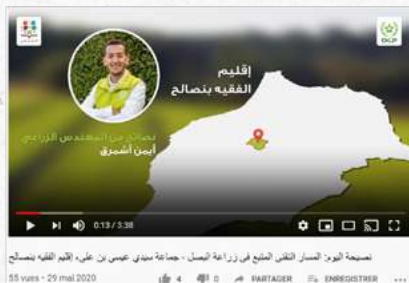 OCP
إقليم
الفقيه بنصالح
نصائح من المهندس الزراعي
أيمن أشمرق
0:13 / 3:38
نصيحة اليوم: المسار التقني المتبع في زراعة البصل - جماعة سيدي عيسى بن علي، إقليم الفقيه بنصالح
55 vues • 29 mai 2020
4
0
PARTAGER
ENREGISTRER